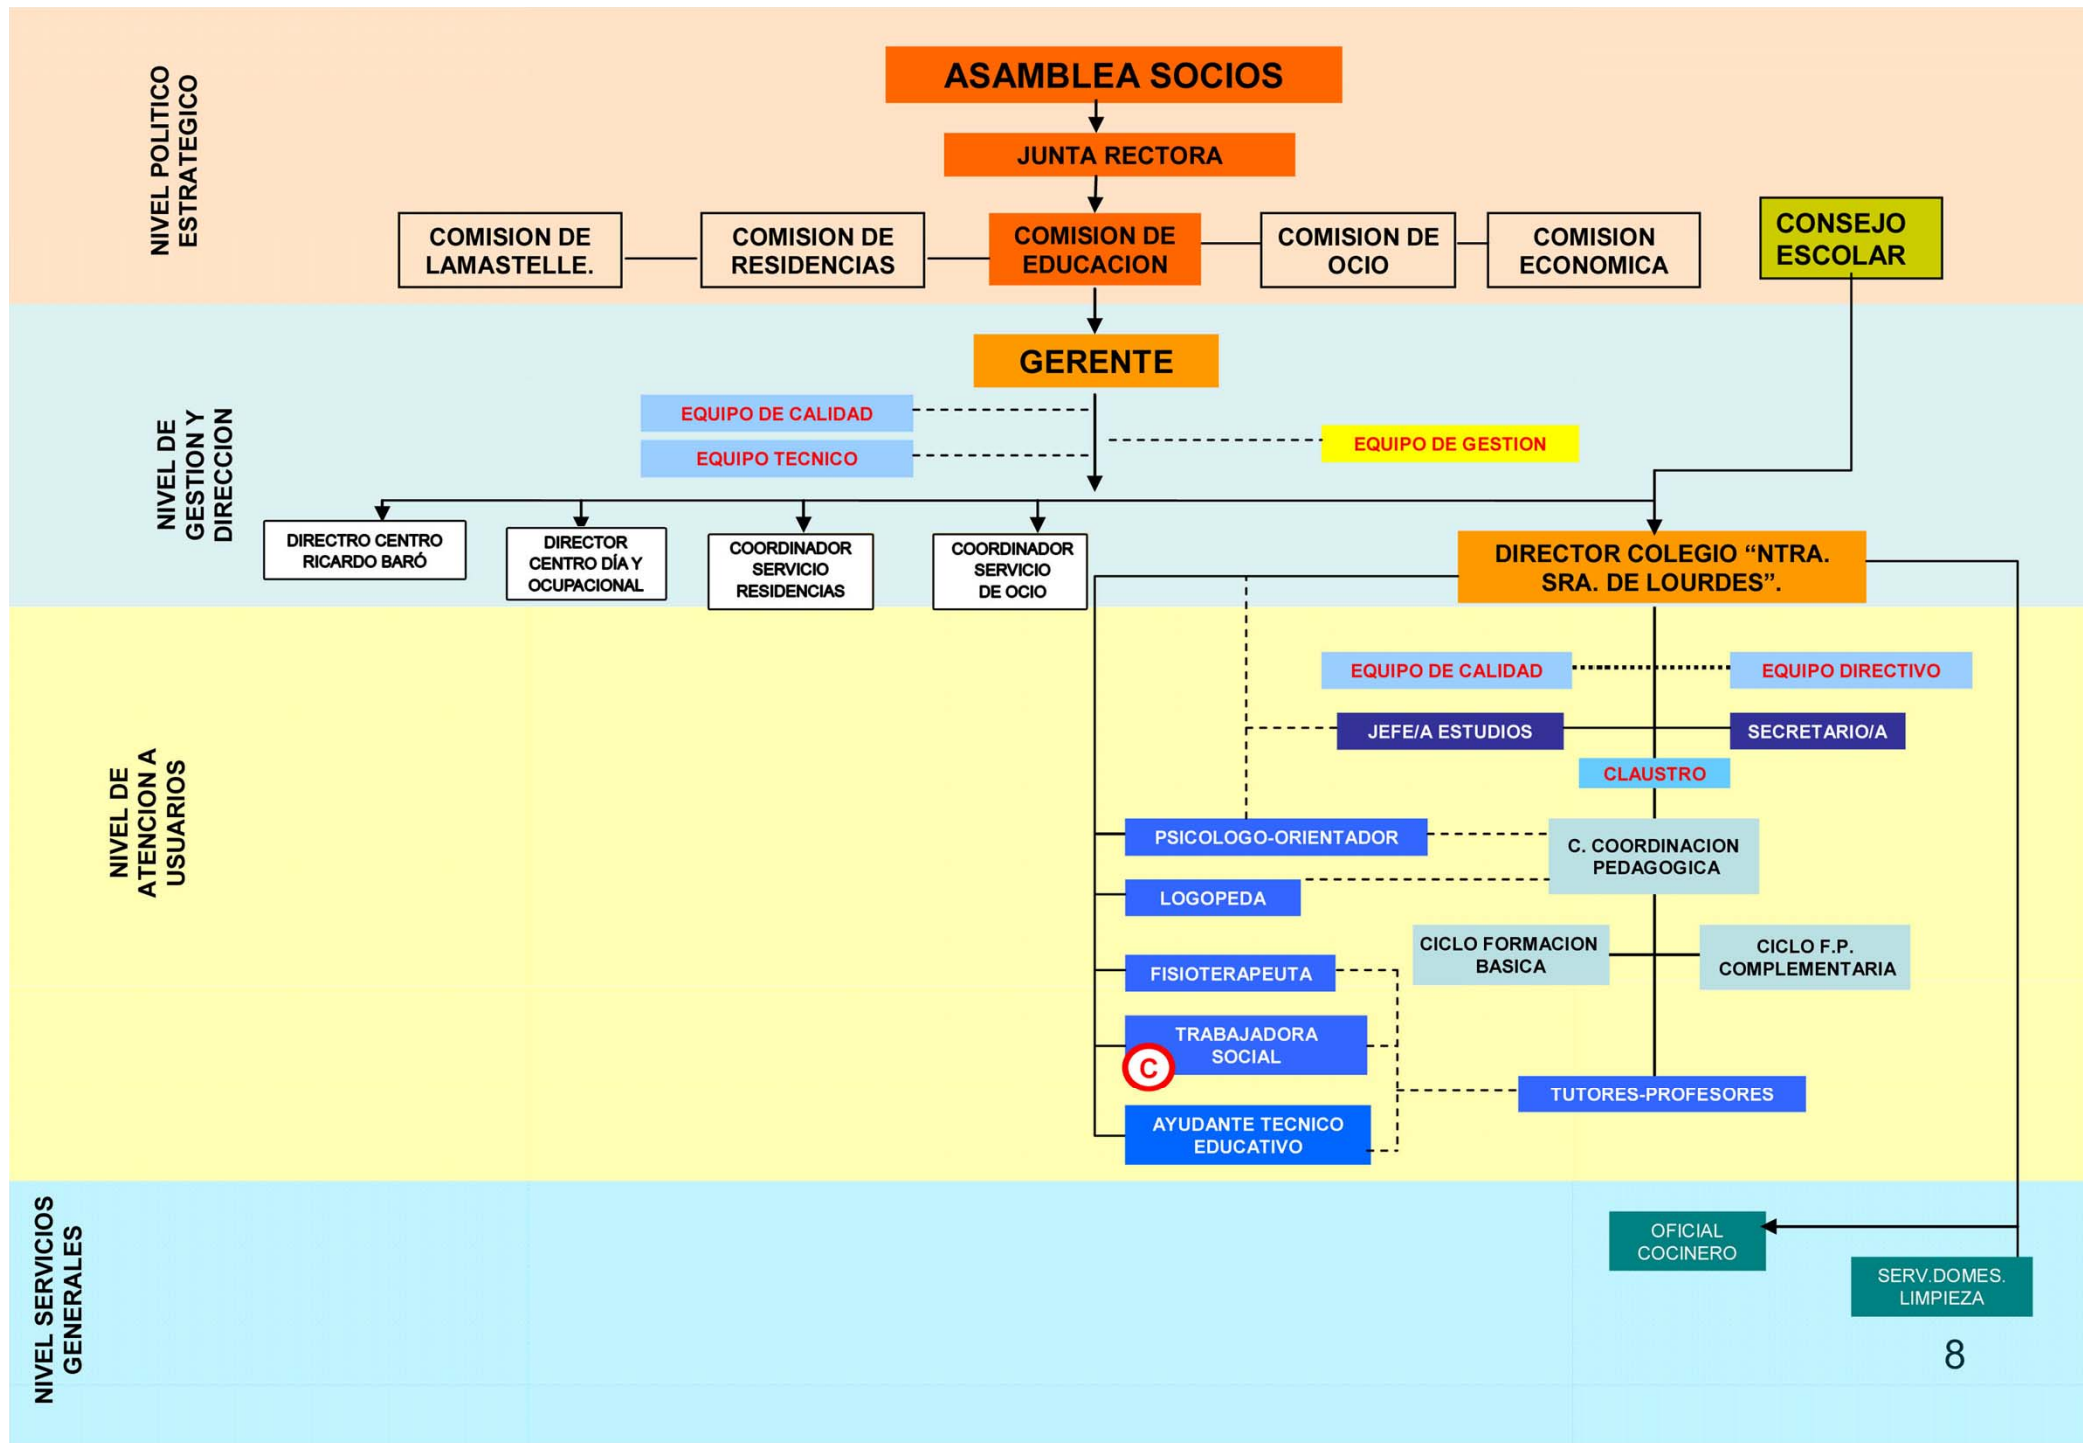 NIVEL POLITICO
ESTRATEGICO
ASAMBLEA SOCIOS
JUNTA RECTORA
COMISION DE
LAMASTELLE.
COMISION DE
RESIDENCIAS
COMISION DE
EDUCACION
COMISION DE
OCIO
COMISION
ECONOMICA
CONSEJO
ESCOLAR
NIVEL DE
GESTION Y
DIRECCION
GERENTE
EQUIPO DE CALIDAD
EQUIPO TECNICO
EQUIPO DE GESTION
DIRECTRO CENTRO
RICARDO BARÓ
DIRECTOR
CENTRO DÍA Y
OCUPACIONAL
COORDINADOR
SERVICIO
RESIDENCIAS
COORDINADOR
SERVICIO
DE OCIO
DIRECTOR COLEGIO “NTRA.
SRA. DE LOURDES”.
NIVEL DE
ATENCION A
USUARIOS
EQUIPO DE CALIDAD
EQUIPO DIRECTIVO
JEFE/A ESTUDIOS
SECRETARIO/A
CLAUSTRO
PSICOLOGO-ORIENTADOR
C. COORDINACION
PEDAGOGICA
LOGOPEDA
CICLO FORMACION
BASICA
CICLO F.P.
COMPLEMENTARIA
FISIOTERAPEUTA
TRABAJADORA
SOCIAL
C
TUTORES-PROFESORES
AYUDANTE TECNICO
EDUCATIVO
NIVEL SERVICIOS
GENERALES
OFICIAL
COCINERO
SERV.DOMES.
LIMPIEZA
8